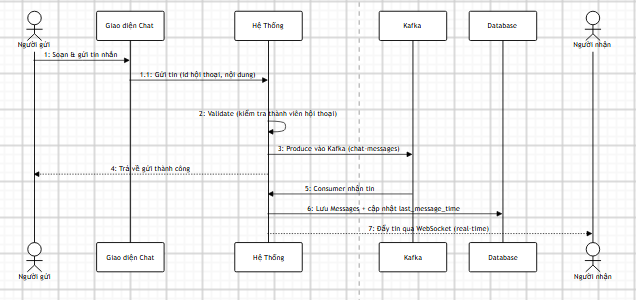 Giao diện Chat
Hệ Thống
Kafka
Database
Người gửi
Người nhận
1: Soạn & gửi tin nhắn
1.1: Gửi tin (id hội thoại, nội dung)
2: Validate (kiểm tra thành viên hội thoại)
3: Produce vào Kafka (chat-messages)
4: Trả về gửi thành công
5: Consumer nhận tin
6: Lưu Messages + cập nhật last_message_time
7: Đẩy tin qua WebSocket (real-time)
Giao diện Chat
Hệ Thống
Kafka
Database
Người gửi
Người nhận